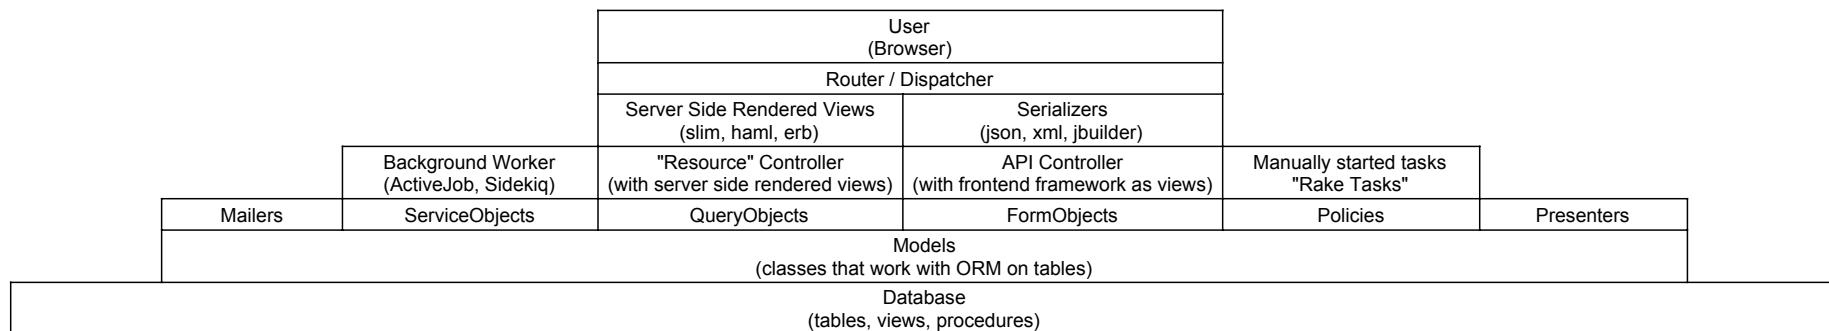 User
(Browser)
Router / Dispatcher
Server Side Rendered Views
(slim, haml, erb)
Serializers
(json, xml, jbuilder)
Background Worker
(ActiveJob, Sidekiq)
"Resource" Controller
(with server side rendered views)
API Controller
(with frontend framework as views)
Manually started tasks
"Rake Tasks"
Mailers
ServiceObjects
QueryObjects
FormObjects
Policies
Presenters
Models
(classes that work with ORM on tables)
Database
(tables, views, procedures)